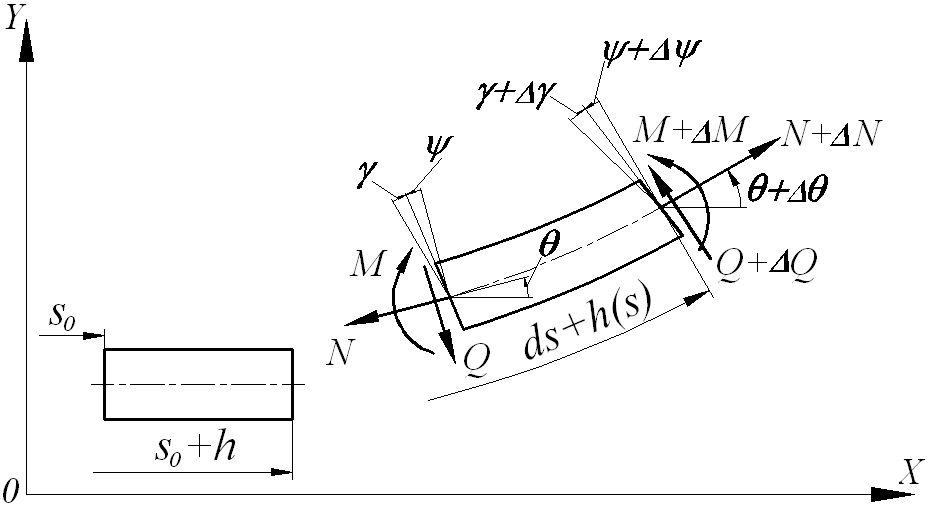 Y
ψ+Δψ
γ+Δγ
M+ΔM
N+ΔN
ψ
γ
θ+Δθ
θ
M
Q+ΔQ
s₀
ds+h(s)
N
Q
s₀+h
X
0